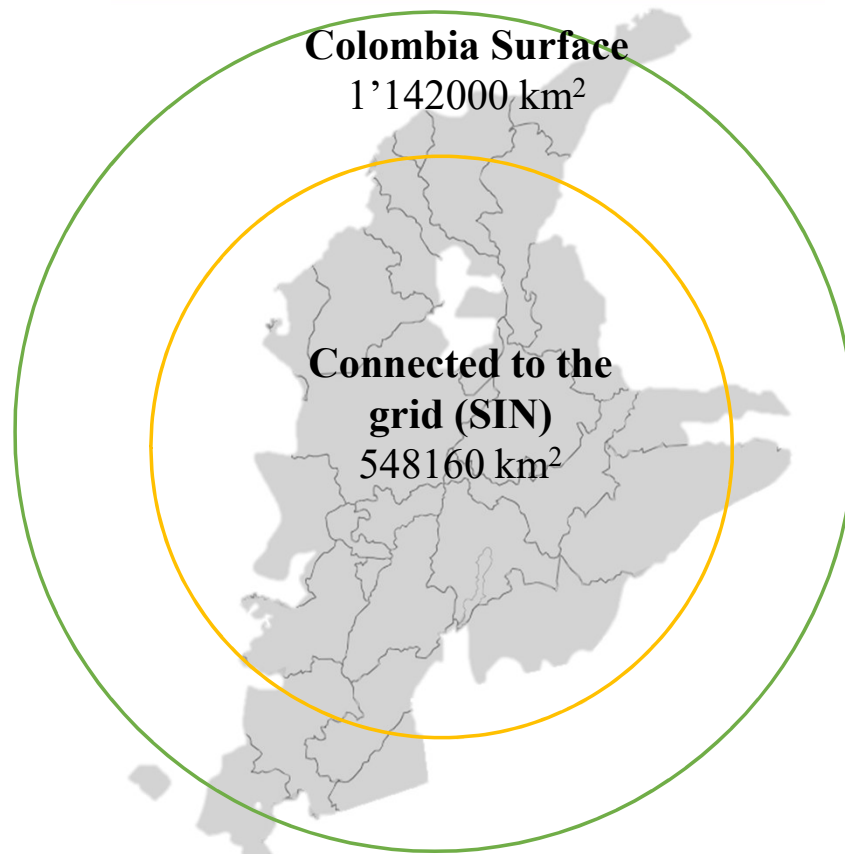 Colombia Surface
1’142000 km²
Connected to the
grid (SIN)
548160 km²